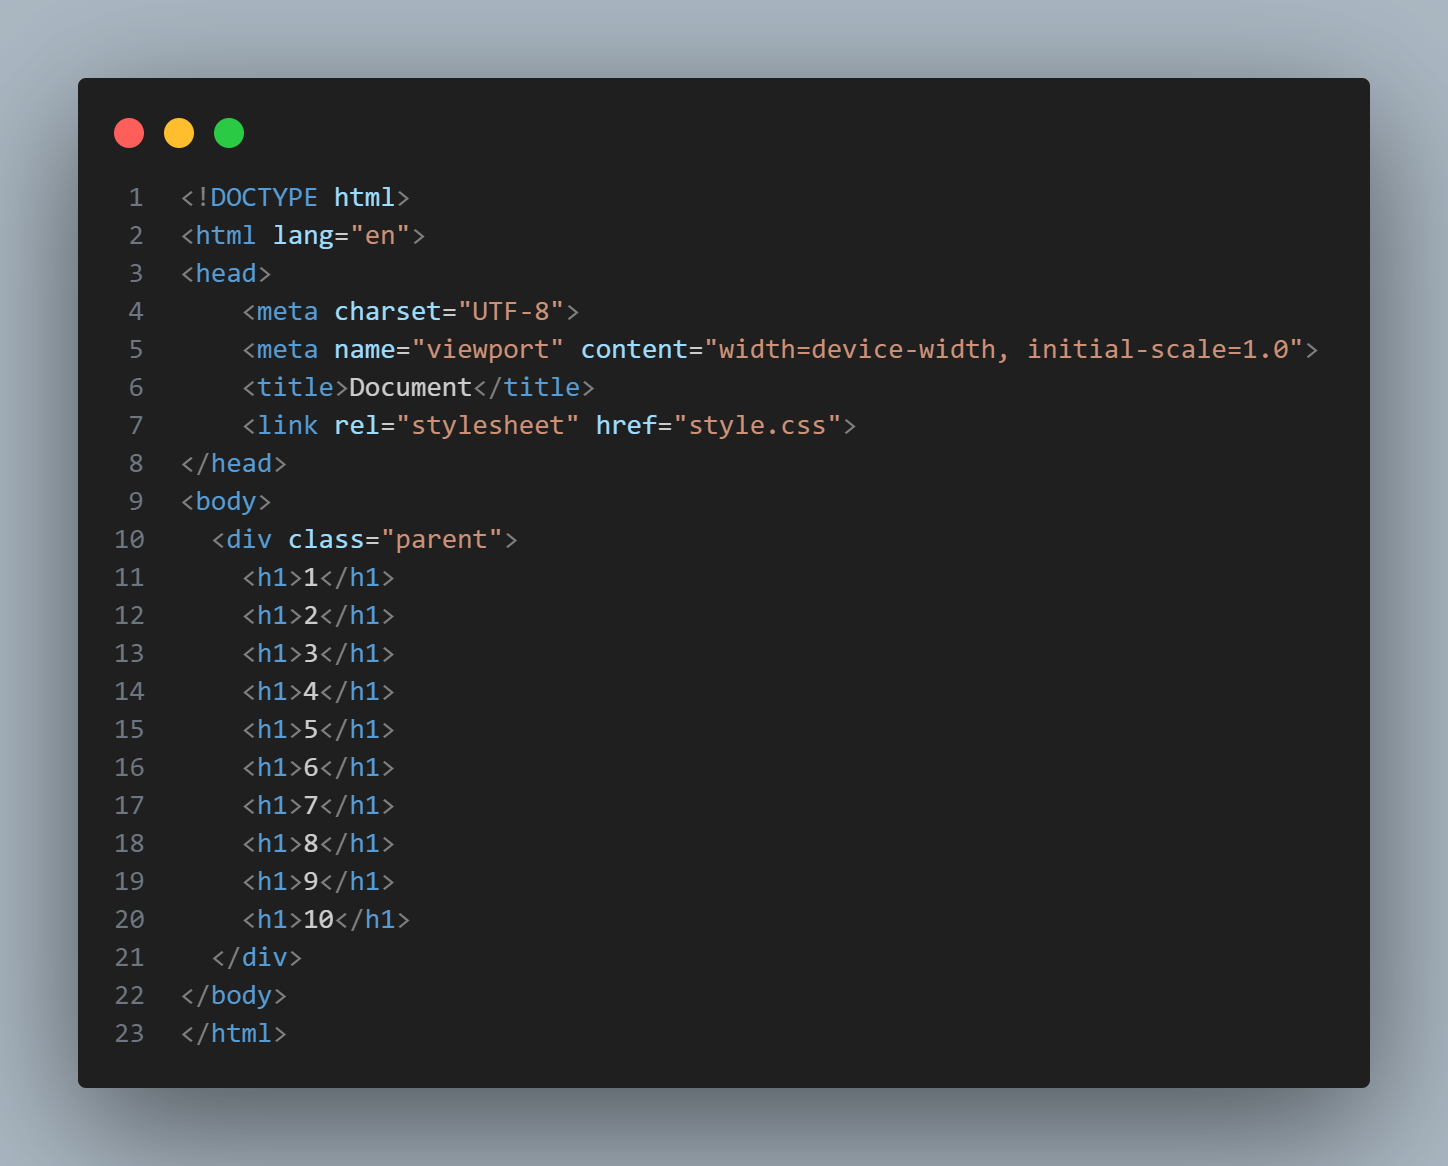 1 <!DOCTYPE html>
2 <html lang="en">
3 <head>
4     <meta charset="UTF-8">
5     <meta name="viewport" content="width=device-width, initial-scale=1.0">
6     <title>Document</title>
7     <link rel="stylesheet" href="style.css">
8 </head>
9 <body>
10   <div class="parent">
11     <h1>1</h1>
12     <h1>2</h1>
13     <h1>3</h1>
14     <h1>4</h1>
15     <h1>5</h1>
16     <h1>6</h1>
17     <h1>7</h1>
18     <h1>8</h1>
19     <h1>9</h1>
20     <h1>10</h1>
21   </div>
22 </body>
23 </html>